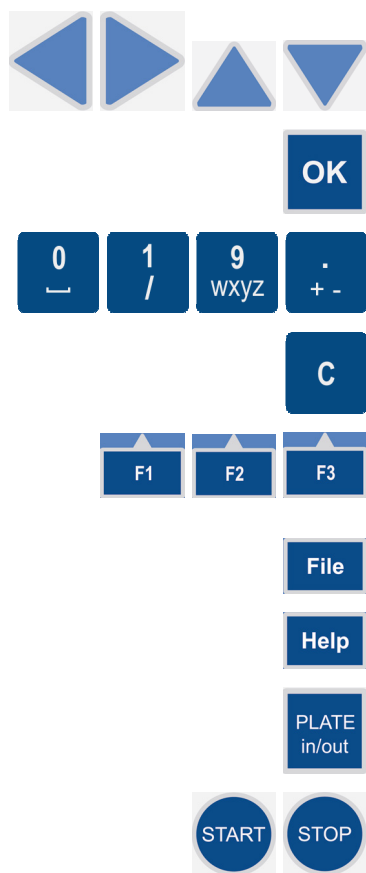 OK
0 1 9 .
␣ / wxyz + -
C
F1 F2 F3
File
Help
PLATE
in/out
START STOP